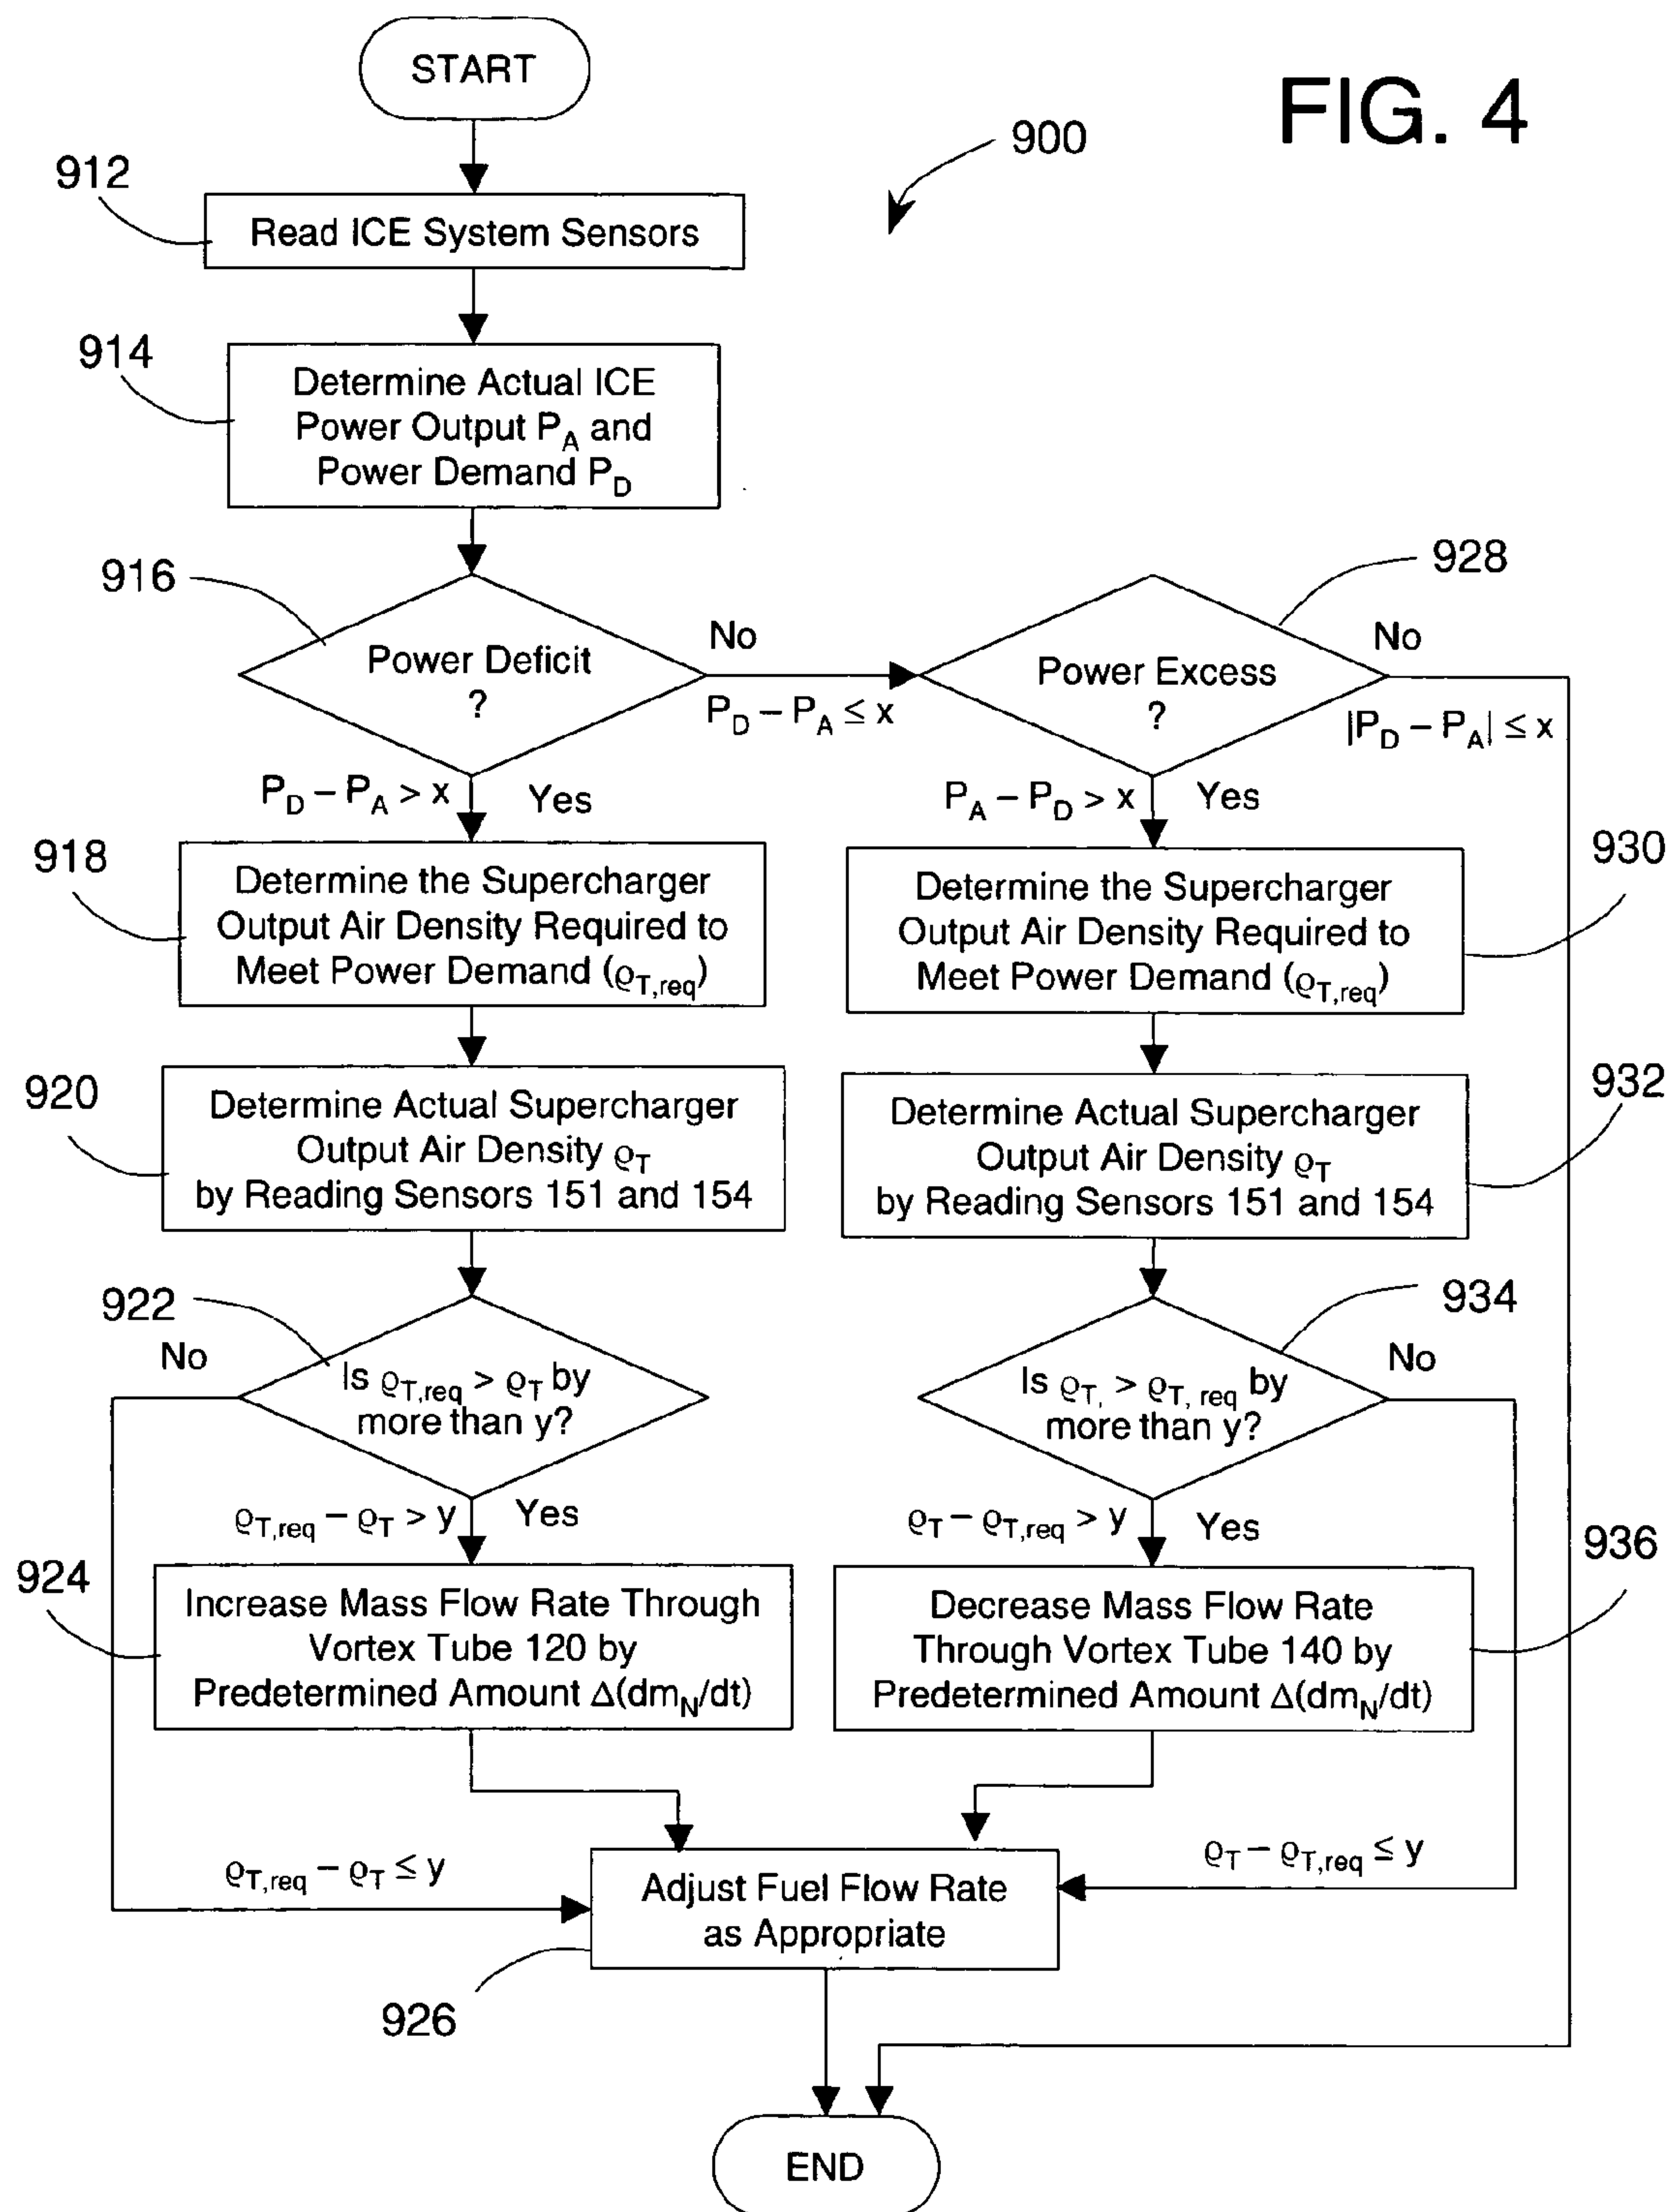 START
FIG. 4
900
912
Read ICE System Sensors
914
Determine Actual ICE
Power Output P_A and
Power Demand P_D
916
Power Deficit
?
No
P_D – P_A ≤ x
928
Power Excess
?
No
|P_D – P_A| ≤ x
P_D – P_A > x
Yes
P_A – P_D > x
Yes
918
Determine the Supercharger
Output Air Density Required to
Meet Power Demand (ϱ_T,req)
930
Determine the Supercharger
Output Air Density Required to
Meet Power Demand (ϱ_T,req)
920
Determine Actual Supercharger
Output Air Density ϱ_T
by Reading Sensors 151 and 154
932
Determine Actual Supercharger
Output Air Density ϱ_T
by Reading Sensors 151 and 154
922
No
Is ϱ_T,req > ϱ_T by
more than y?
934
No
Is ϱ_T, > ϱ_T, req by
more than y?
ϱ_T,req – ϱ_T > y
Yes
ϱ_T – ϱ_T,req > y
Yes
924
Increase Mass Flow Rate Through
Vortex Tube 120 by
Predetermined Amount Δ(dm_N/dt)
936
Decrease Mass Flow Rate
Through Vortex Tube 140 by
Predetermined Amount Δ(dm_N/dt)
ϱ_T,req – ϱ_T ≤ y
ϱ_T – ϱ_T,req ≤ y
Adjust Fuel Flow Rate
as Appropriate
926
END